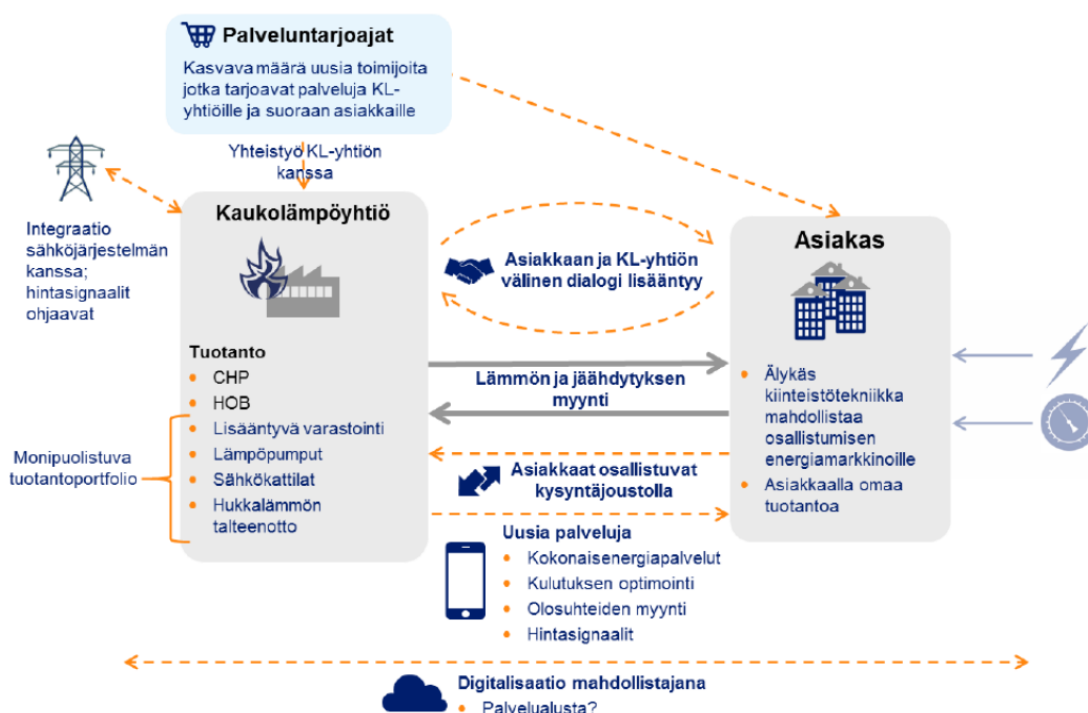 Palveluntarjoajat
Kasvava määrä uusia toimijoita
jotka tarjoavat palveluja KL-
yhtiöille ja suoraan asiakkaille
Yhteistyö KL-yhtiön
kanssa
Integraatio
sähköjärjestelmän
kanssa;
hintasignaalit
ohjaavat
Kaukolämpöyhtiö
Tuotanto
• CHP
• HOB
• Lisääntyvä varastointi
• Lämpöpumput
• Sähkökattilat
• Hukkalämmön
talteenotto
Monipuolistuva
tuotantoportfolio
Asiakkaan ja KL-yhtiön
välinen dialogi lisääntyy
Lämmön ja jäähdytyksen
myynti
Asiakkaat osallistuvat
kysyntäjoustolla
Asiakas
• Älykäs
kiinteistötekniikka
mahdollistaa
osallistumisen
energiamarkkinoille
• Asiakkaalla omaa
tuotantoa
Uusia palveluja
• Kokonaisenergiapalvelut
• Kulutuksen optimointi
• Olosuhteiden myynti
• Hintasignaalit
Digitalisaatio mahdollistajana
• Palvelualusta?